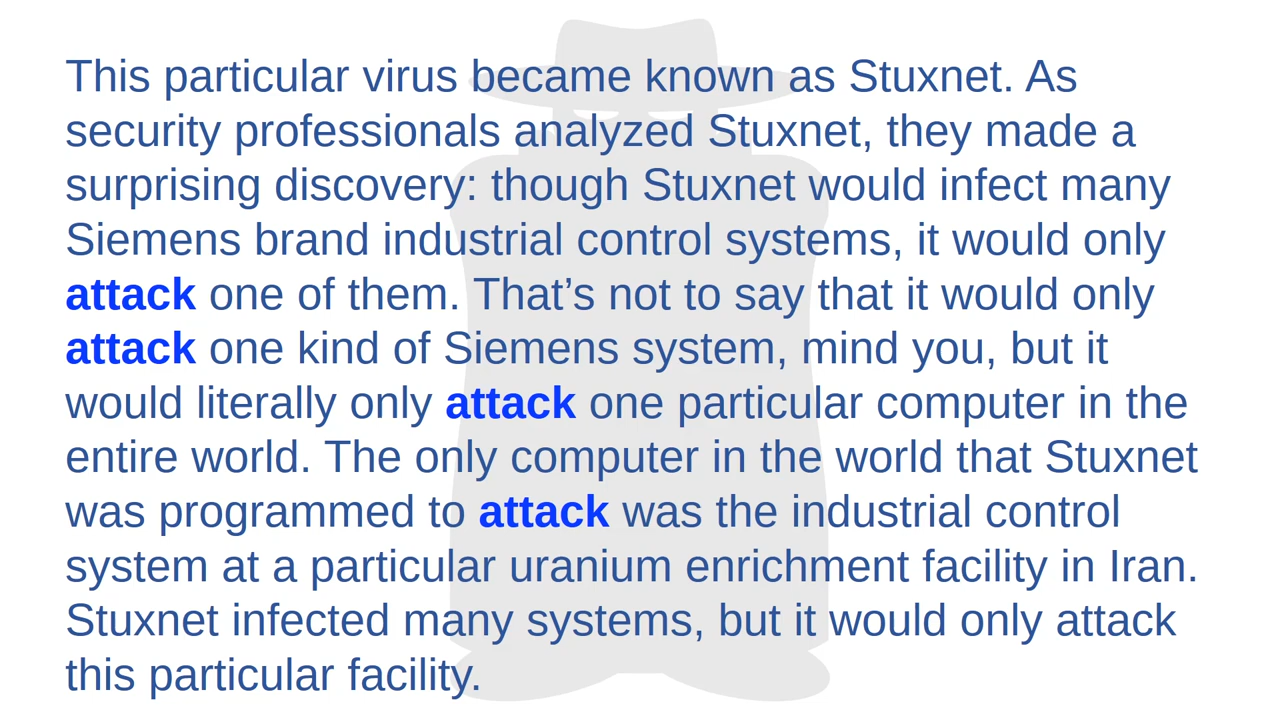 This particular virus became known as Stuxnet. As
security professionals analyzed Stuxnet, they made a
surprising discovery: though Stuxnet would infect many
Siemens brand industrial control systems, it would only
attack one of them. That’s not to say that it would only
attack one kind of Siemens system, mind you, but it
would literally only attack one particular computer in the
entire world. The only computer in the world that Stuxnet
was programmed to attack was the industrial control
system at a particular uranium enrichment facility in Iran.
Stuxnet infected many systems, but it would only attack
this particular facility.